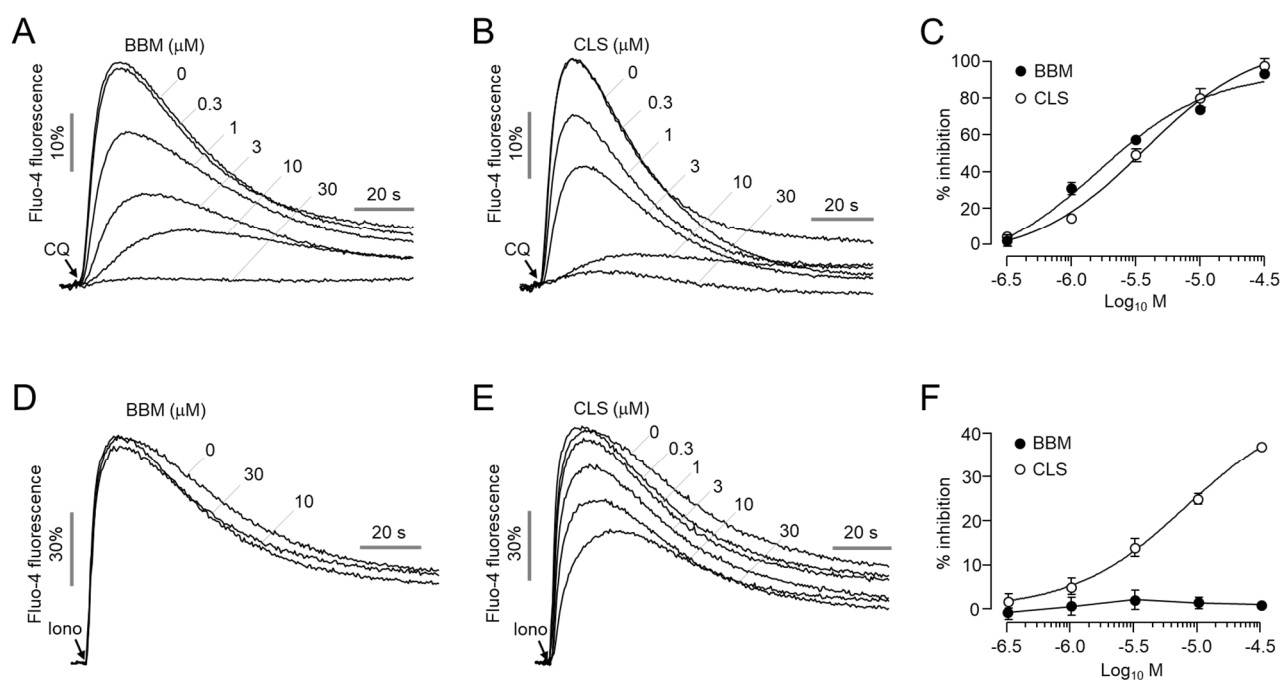 A
BBM (μM)
0
0.3
1
3
10
30
Fluo-4 fluorescence
10%
20 s
CQ
B
CLS (μM)
0
0.3
1
3
10
30
Fluo-4 fluorescence
10%
20 s
CQ
C
100
80
60
40
20
0
% inhibition
BBM
CLS
-6.5
-6.0
-5.5
-5.0
-4.5
Log₁₀ M
D
BBM (μM)
0
30
10
Fluo-4 fluorescence
30%
20 s
Iono
E
CLS (μM)
0
0.3
1
3
10
30
Fluo-4 fluorescence
30%
20 s
Iono
F
40
30
20
10
0
% inhibition
BBM
CLS
-6.5
-6.0
-5.5
-5.0
-4.5
Log₁₀ M